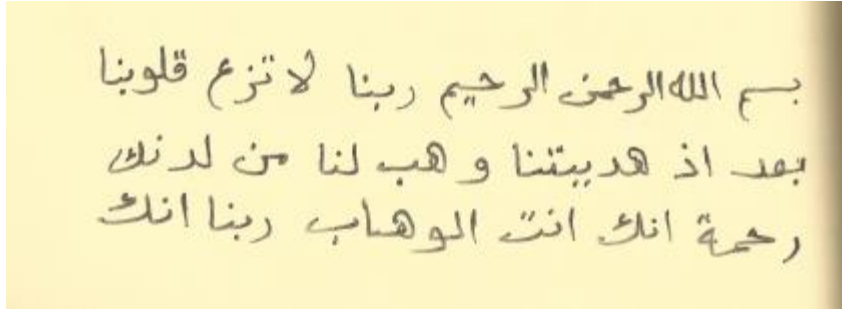 بسم الله الرحمن الرحيم ربنا لا تزع قلوبنا
بعد اذ هديتنا و هب لنا من لدنك
رحمة انك انت الوهاب ربنا انك